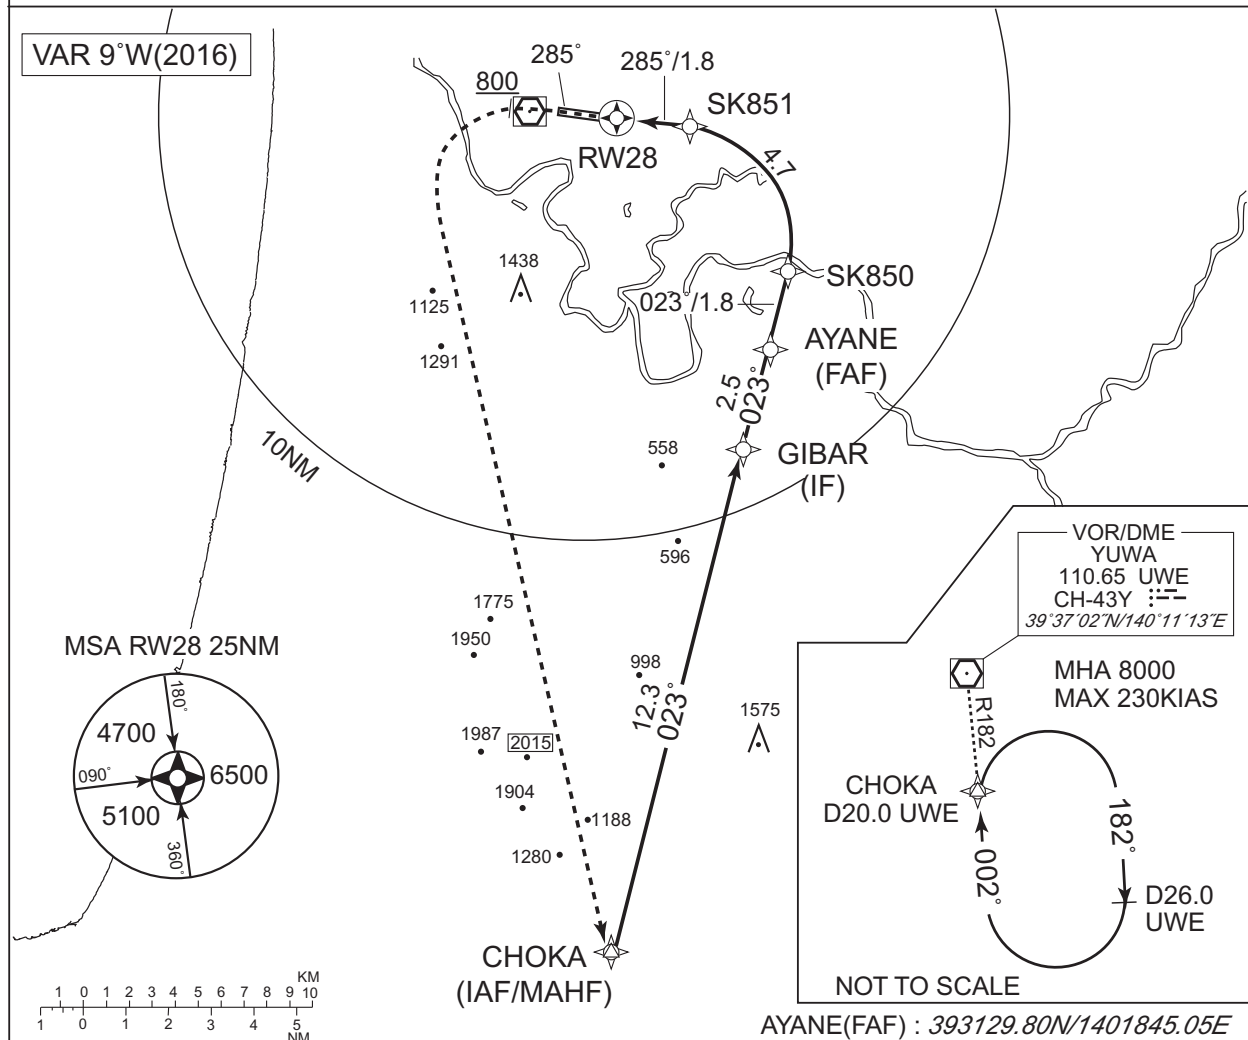 VAR 9°W(2016)
285°
285°/1.8
800
SK851
RW28
4.7
1438
SK850
023°/1.8
1125
AYANE
(FAF)
1291
2.5
023°
10NM
558
GIBAR
(IF)
596
VOR/DME
YUWA
110.65 UWE
CH-43Y
39°37´02˝N/140°11´13˝E
1775
1950
MSA RW28 25NM
998
MHA 8000
MAX 230KIAS
180°
4700
090°
6500
5100
360°
12.3
023°
1575
R182
1987
2015
1904
1188
1280
CHOKA
D20.0 UWE
182°
002°
D26.0
UWE
CHOKA
(IAF/MAHF)
NOT TO SCALE
KM
1 0 1 2 3 4 5 6 7 8 9 10
1 0 1 2 3 4 5
NM
AYANE(FAF) : 393129.80N/1401845.05E